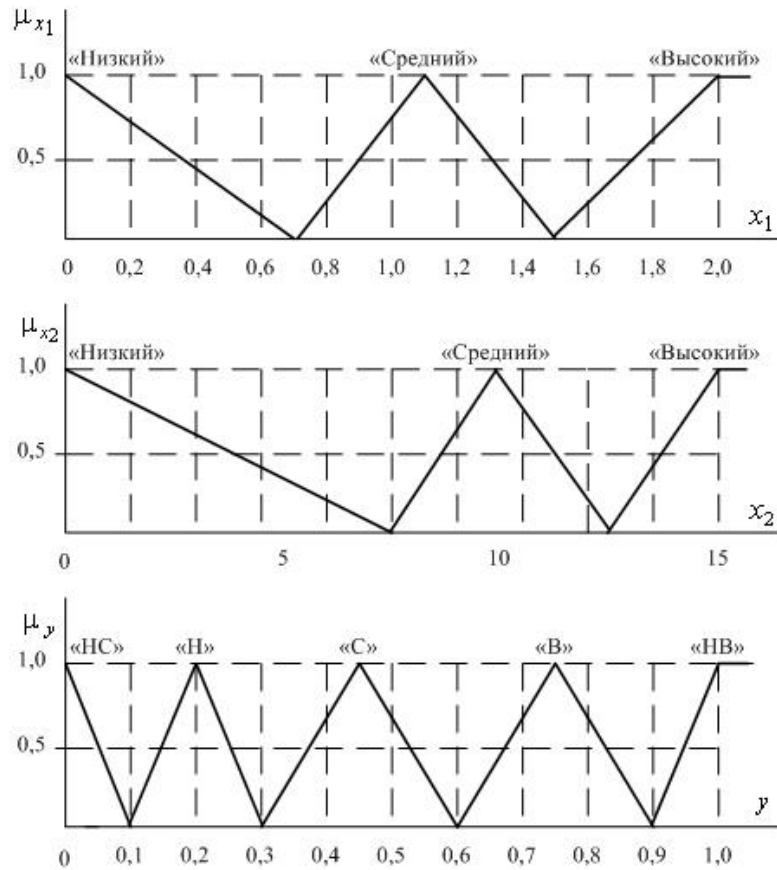 μx1
«Низкий» «Средний» «Высокий»
1,0
0,5
x1
0 0,2 0,4 0,6 0,8 1,0 1,2 1,4 1,6 1,8 2,0
μx2
«Низкий» «Средний» «Высокий»
1,0
0,5
x2
0 5 10 15
μy
«НС» «Н» «С» «В» «НВ»
1,0
0,5
y
0 0,1 0,2 0,3 0,4 0,5 0,6 0,7 0,8 0,9 1,0